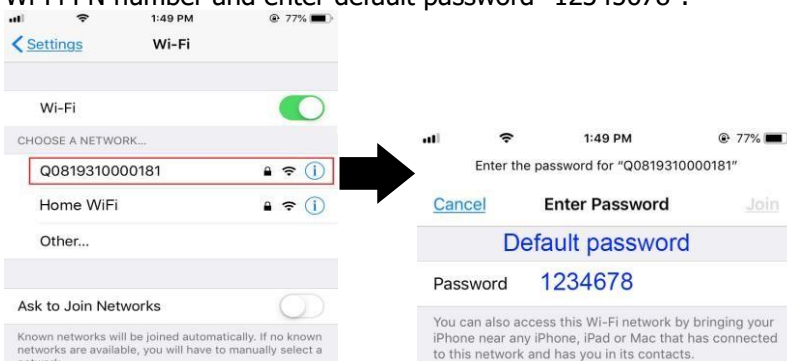 Wi-Fi PN number and enter default password "12345678".
1:49 PM
77%
Settings
Wi-Fi
Wi-Fi
CHOOSE A NETWORK...
Q0819310000181
Home WiFi
Other...
Ask to Join Networks
Known networks will be joined automatically. If no known
networks are available, you will have to manually select a
1:49 PM
77%
Enter the password for "Q0819310000181"
Cancel
Enter Password
Join
Default password
Password
1234678
You can also access this Wi-Fi network by bringing your
iPhone near any iPhone, iPad or Mac that has connected
to this network and has you in its contacts.